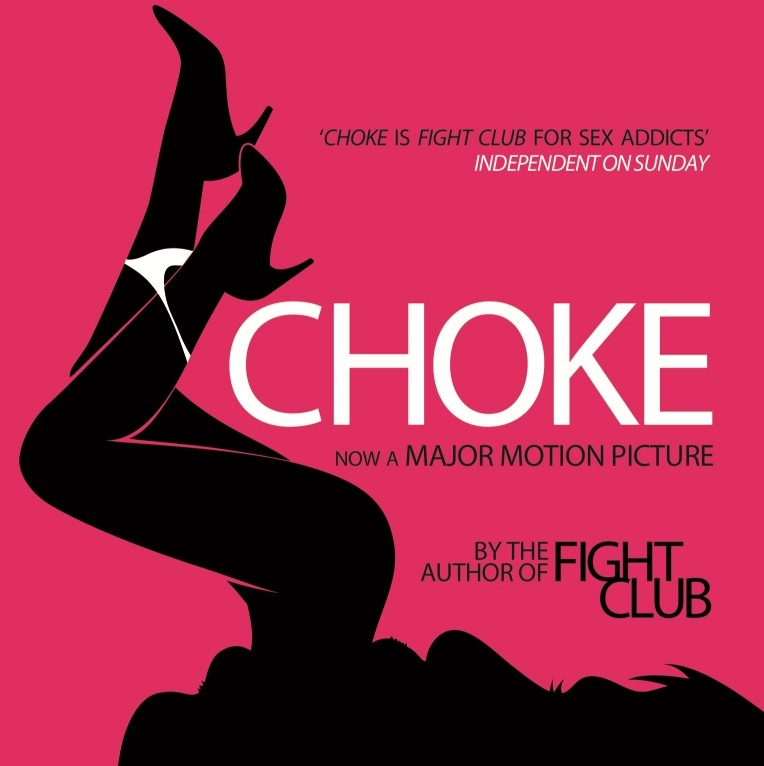 ‘CHOKE IS FIGHT CLUB FOR SEX ADDICTS’
INDEPENDENT ON SUNDAY
CHOKE
NOW A MAJOR MOTION PICTURE
BY THE
AUTHOR OF FIGHT
CLUB